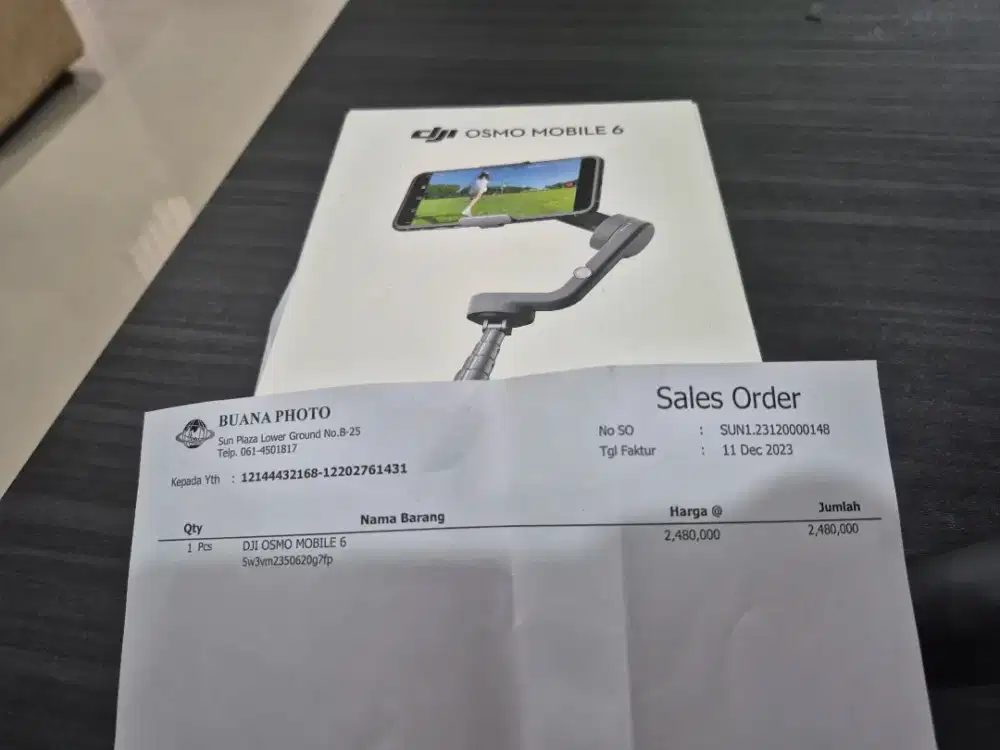 dji OSMO MOBILE 6
BUANA PHOTO
Sun Plaza Lower Ground No.B-25
Telp. 061-4501817
Kepada Yth : 12144432168-12202761431
Sales Order
No SO : SUN1.23120000148
Tgl Faktur : 11 Dec 2023
Qty Nama Barang Harga @ Jumlah
1 Pcs DJI OSMO MOBILE 6 2,480,000 2,480,000
Sw3vm2350620g7fp